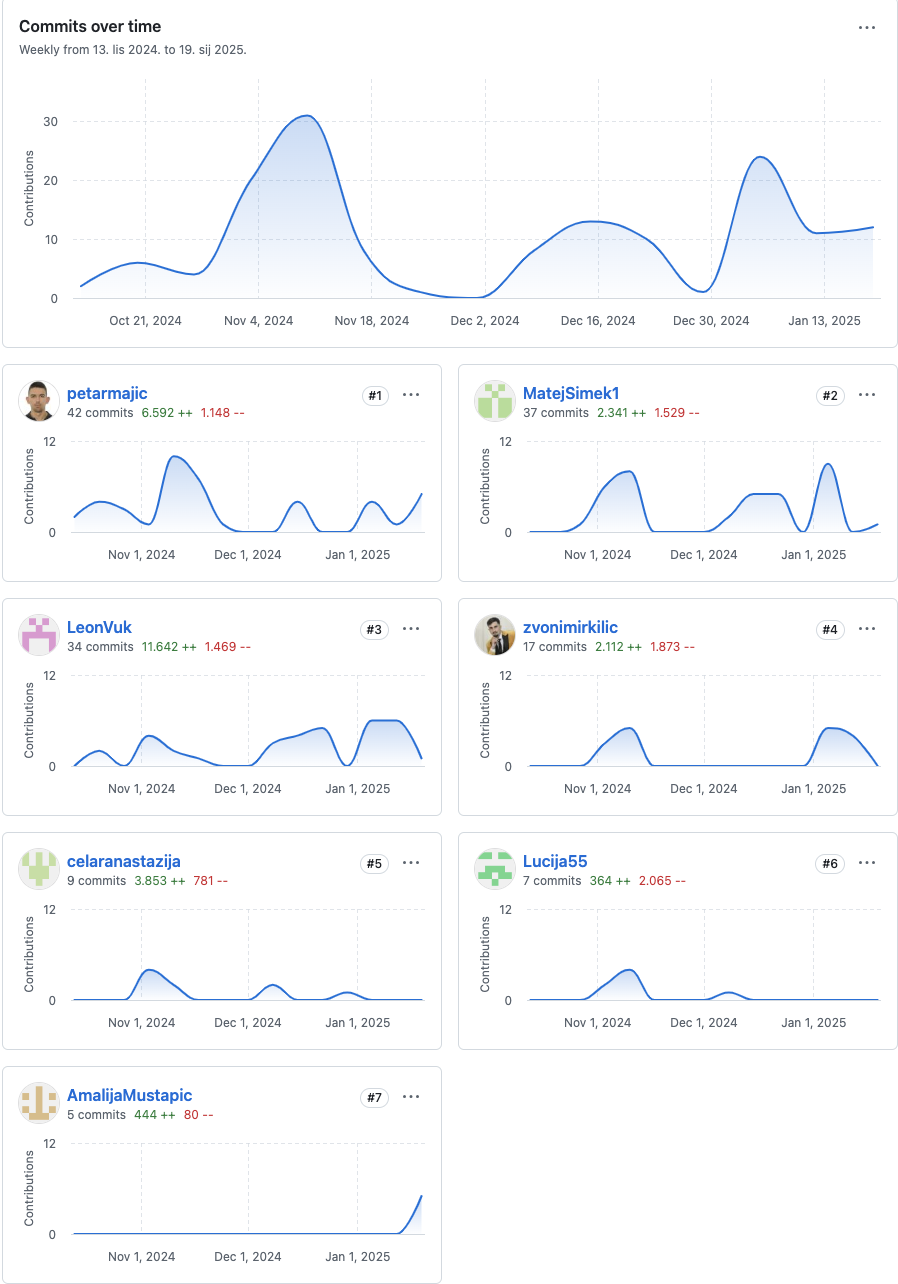 Commits over time
Weekly from 13. lis 2024. to 19. sij 2025.
Contributions
30
20
10
0
Oct 21, 2024 Nov 4, 2024 Nov 18, 2024 Dec 2, 2024 Dec 16, 2024 Dec 30, 2024 Jan 13, 2025
petarmajic #1
42 commits 6.592 ++ 1.148 --
Contributions
12
0
Nov 1, 2024 Dec 1, 2024 Jan 1, 2025
MatejSimek1 #2
37 commits 2.341 ++ 1.529 --
Contributions
12
0
Nov 1, 2024 Dec 1, 2024 Jan 1, 2025
LeonVuk #3
34 commits 11.642 ++ 1.469 --
Contributions
12
0
Nov 1, 2024 Dec 1, 2024 Jan 1, 2025
zvonimirkilic #4
17 commits 2.112 ++ 1.873 --
Contributions
12
0
Nov 1, 2024 Dec 1, 2024 Jan 1, 2025
celaranastazija #5
9 commits 3.853 ++ 781 --
Contributions
12
0
Nov 1, 2024 Dec 1, 2024 Jan 1, 2025
Lucija55 #6
7 commits 364 ++ 2.065 --
Contributions
12
0
Nov 1, 2024 Dec 1, 2024 Jan 1, 2025
AmalijaMustapic #7
5 commits 444 ++ 80 --
Contributions
12
0
Nov 1, 2024 Dec 1, 2024 Jan 1, 2025